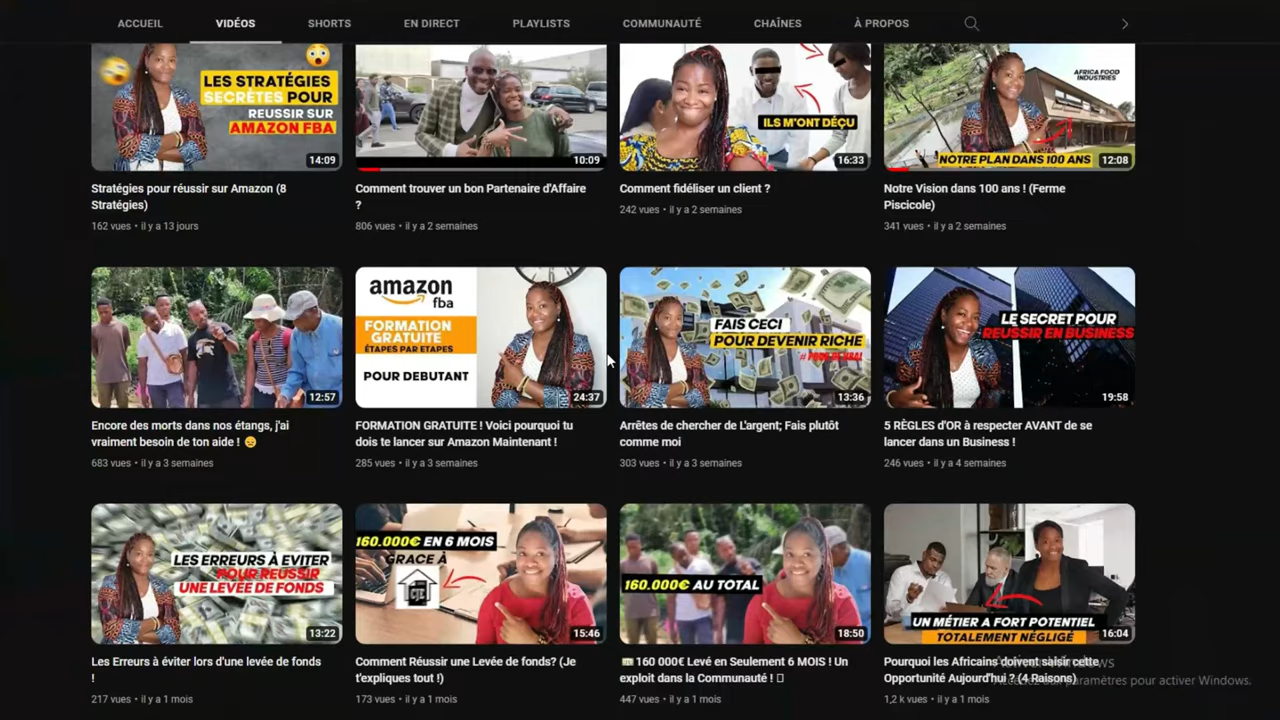 ACCUEIL VIDÉOS SHORTS EN DIRECT PLAYLISTS COMMUNAUTÉ CHAÎNES À PROPOS
LES STRATÉGIES
SECRÈTES POUR
REUSSIR SUR
AMAZON FBA
14:09
Stratégies pour réussir sur Amazon (8
Stratégies)
162 vues • il y a 13 jours
10:09
Comment trouver un bon Partenaire d'Affaire
?
806 vues • il y a 2 semaines
ILS M'ONT DÉÇU
16:33
Comment fidéliser un client ?
242 vues • il y a 2 semaines
AFRICA FOOD
INDUSTRIES
NOTRE PLAN DANS 100 ANS
12:08
Notre Vision dans 100 ans ! (Ferme
Piscicole)
341 vues • il y a 2 semaines
12:57
Encore des morts dans nos étangs, j'ai
vraiment besoin de ton aide ! 😣
683 vues • il y a 3 semaines
amazon
fba
FORMATION
GRATUITE
ÉTAPES PAR ETAPES
POUR DEBUTANT
24:37
FORMATION GRATUITE ! Voici pourquoi tu
dois te lancer sur Amazon Maintenant !
285 vues • il y a 3 semaines
FAIS CECI
POUR DEVENIR RICHE
13:36
Arrêtes de chercher de L'argent; Fais plutôt
comme moi
303 vues • il y a 3 semaines
LE SECRET POUR
REUSSIR EN BUSINESS
19:58
5 RÈGLES d'OR à respecter AVANT de se
lancer dans un Business !
246 vues • il y a 4 semaines
LES ERREURS À EVITER
POUR REUSSIR
UNE LEVÉE DE FONDS
13:22
Les Erreurs à éviter lors d'une levée de fonds
!
217 vues • il y a 1 mois
160.000€ EN 6 MOIS
GRACE À
15:46
Comment Réussir une Levée de fonds? (Je
t'expliques tout !)
173 vues • il y a 1 mois
160.000€ AU TOTAL
18:50
💵 160 000€ Levé en Seulement 6 MOIS ! Un
exploit dans la Communauté !
447 vues • il y a 1 mois
UN MÉTIER A FORT POTENTIEL
TOTALEMENT NÉGLIGÉ
16:04
Pourquoi les Africains doivent saisir cette
Opportunité Aujourd'hui ? (4 Raisons)
1,2 k vues • il y a 1 mois
Activer Windows
Accédez aux paramètres pour activer Windows.